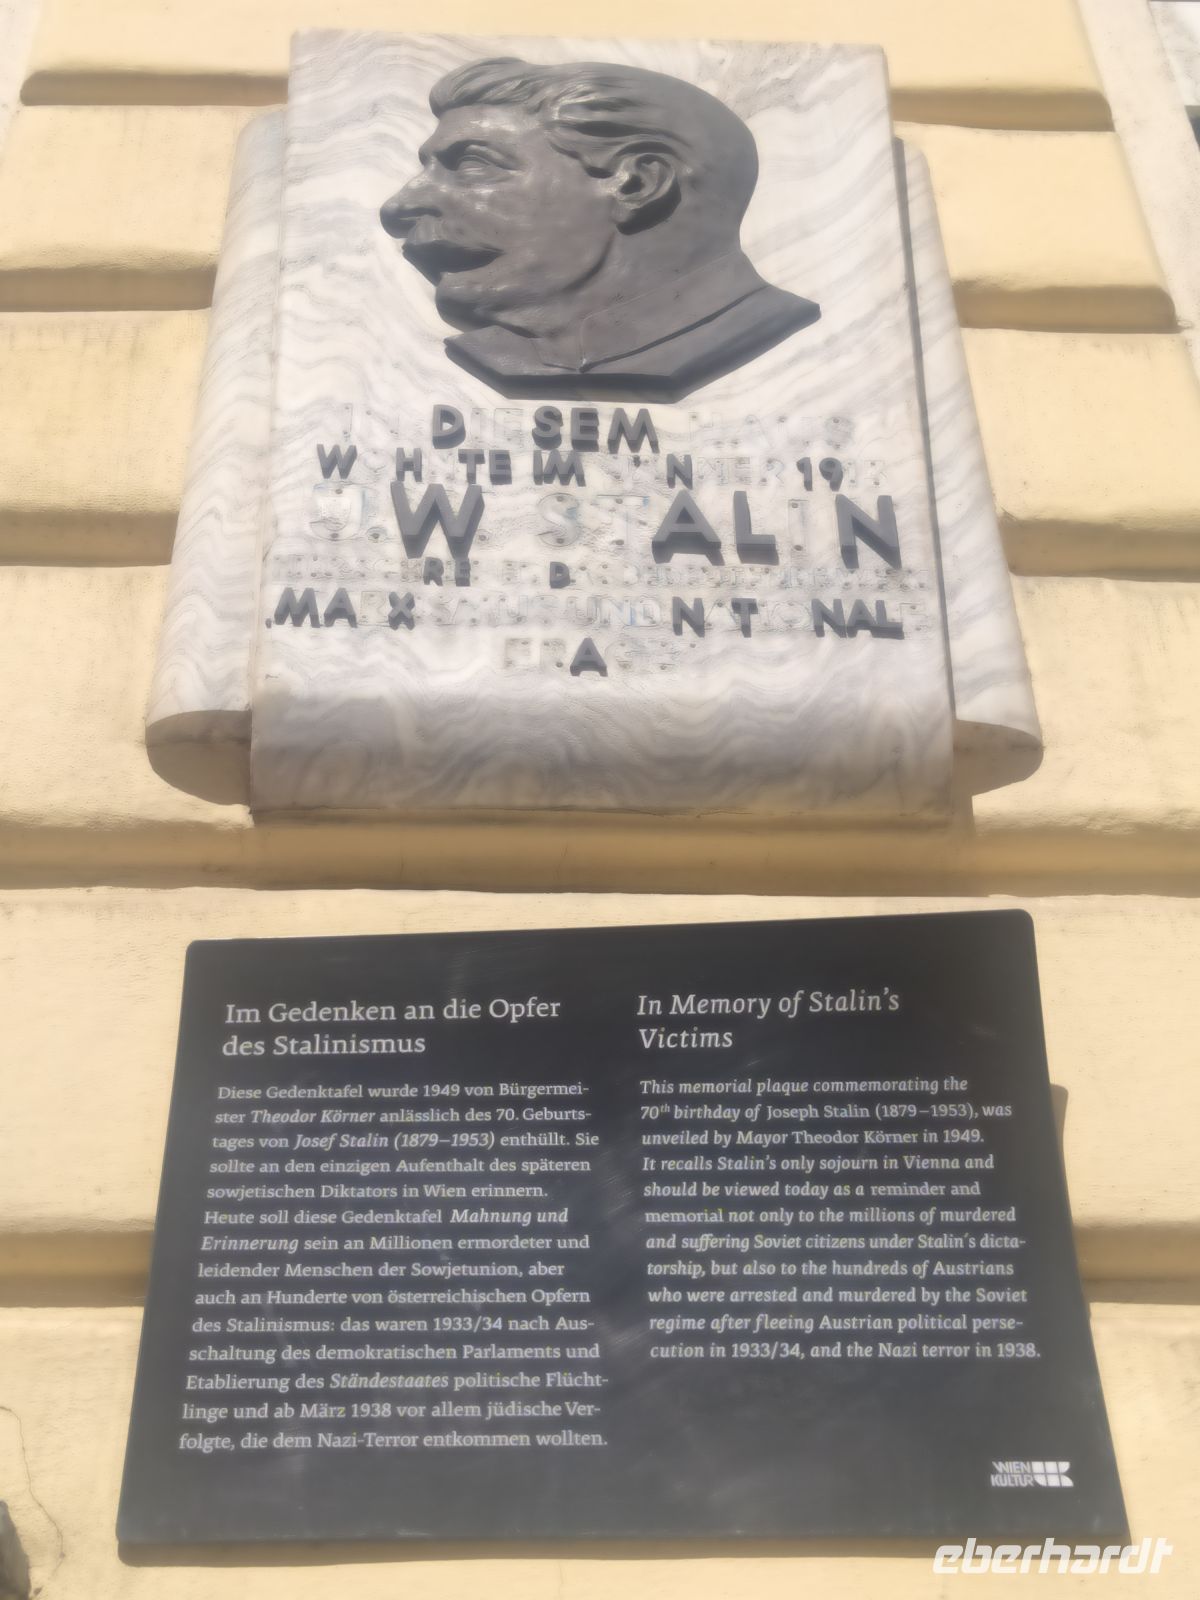 IN DIESEM HAUS
WOHNTE IM JÄNNER 1913
J. W. STALIN
MARXISMUS UND NATIONALE
FRAGE
Im Gedenken an die Opfer
des Stalinismus
Diese Gedenktafel wurde 1949 von Bürgermei-
ster Theodor Körner anlässlich des 70. Geburts-
tages von Josef Stalin (1879–1953) enthüllt. Sie
sollte an den einzigen Aufenthalt des späteren
sowjetischen Diktators in Wien erinnern.
Heute soll diese Gedenktafel Mahnung und
Erinnerung sein an Millionen ermordeter und
leidender Menschen der Sowjetunion, aber
auch an Hunderte von österreichischen Opfern
des Stalinismus: das waren 1933/34 nach Aus-
schaltung des demokratischen Parlaments und
Etablierung des Ständestaates politische Flücht-
linge und ab März 1938 vor allem jüdische Ver-
folgte, die dem Nazi-Terror entkommen wollten.
In Memory of Stalin's
Victims
This memorial plaque commemorating the
70th birthday of Joseph Stalin (1879–1953), was
unveiled by Mayor Theodor Körner in 1949.
It recalls Stalin's only sojourn in Vienna and
should be viewed today as a reminder and
memorial not only to the millions of murdered
and suffering Soviet citizens under Stalin´s dicta-
torship, but also to the hundreds of Austrians
who were arrested and murdered by the Soviet
regime after fleeing Austrian political perse-
cution in 1933/34, and the Nazi terror in 1938.
WIEN
KULTUR
eberhardt